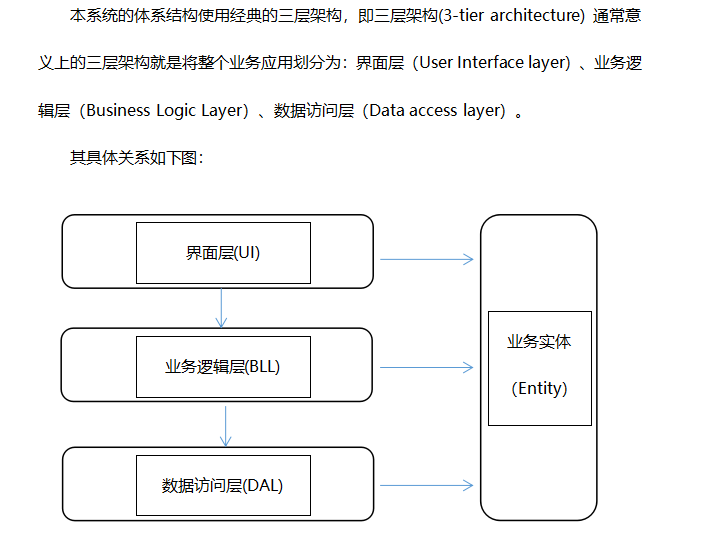 本系统的体系结构使用经典的三层架构，即三层架构(3-tier architecture) 通常意
义上的三层架构就是将整个业务应用划分为：界面层（User Interface layer）、业务逻
辑层（Business Logic Layer）、数据访问层（Data access layer）。
其具体关系如下图：
界面层(UI)
业务逻辑层(BLL)
数据访问层(DAL)
业务实体
（Entity）